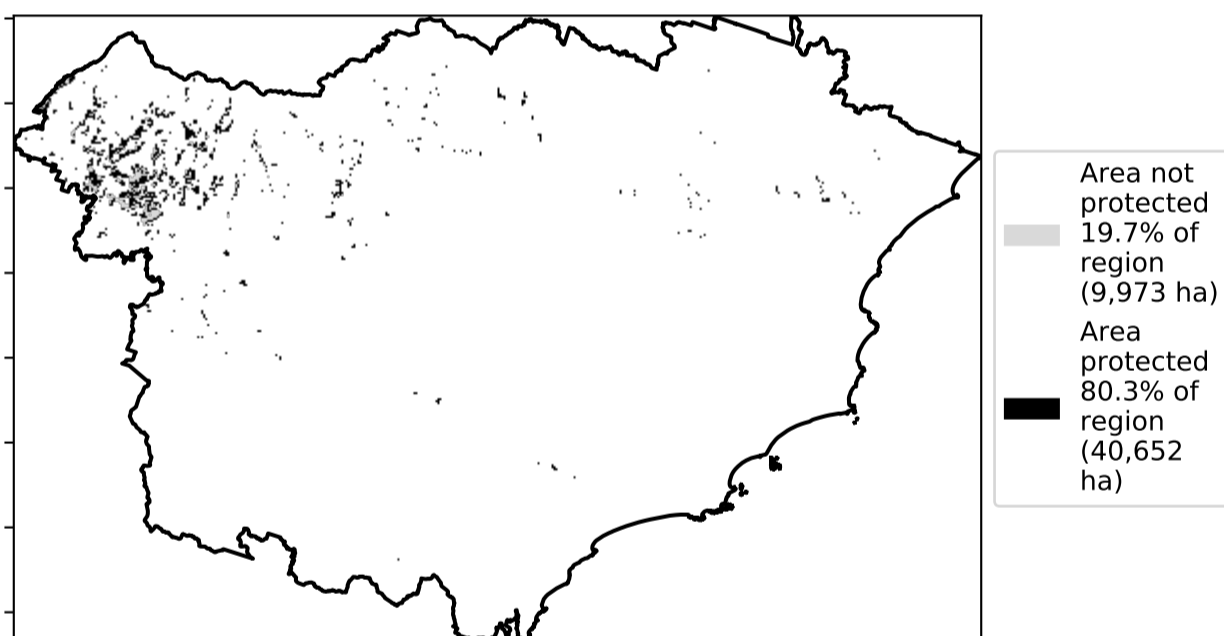 Area not
protected
19.7% of
region
(9,973 ha)
Area
protected
80.3% of
region
(40,652
ha)